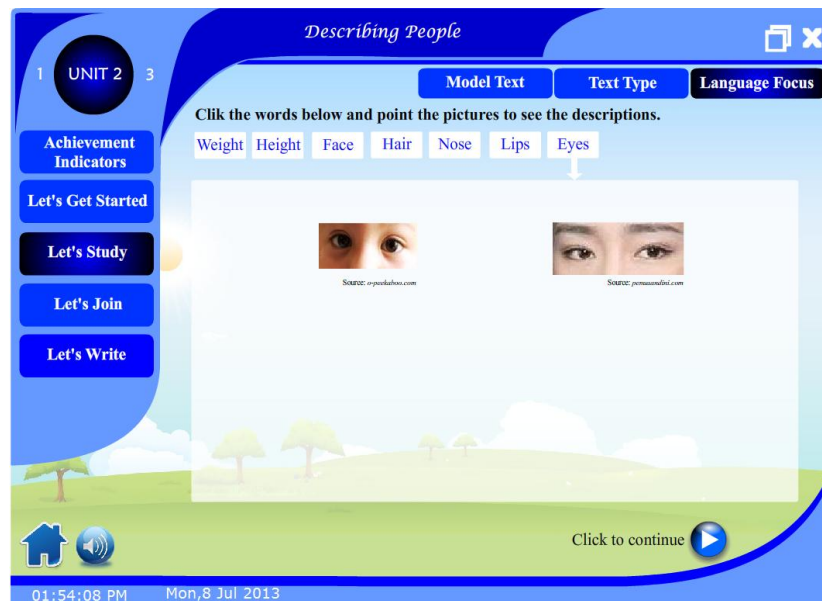 Describing People
1 UNIT 2 3
Model Text Text Type Language Focus
Clik the words below and point the pictures to see the descriptions.
Weight Height Face Hair Nose Lips Eyes
Achievement
Indicators
Let's Get Started
Let's Study
Let's Join
Let's Write
Source: o-peekaboo.com
Click to continue
01:54:08 PM Mon,8 Jul 2013